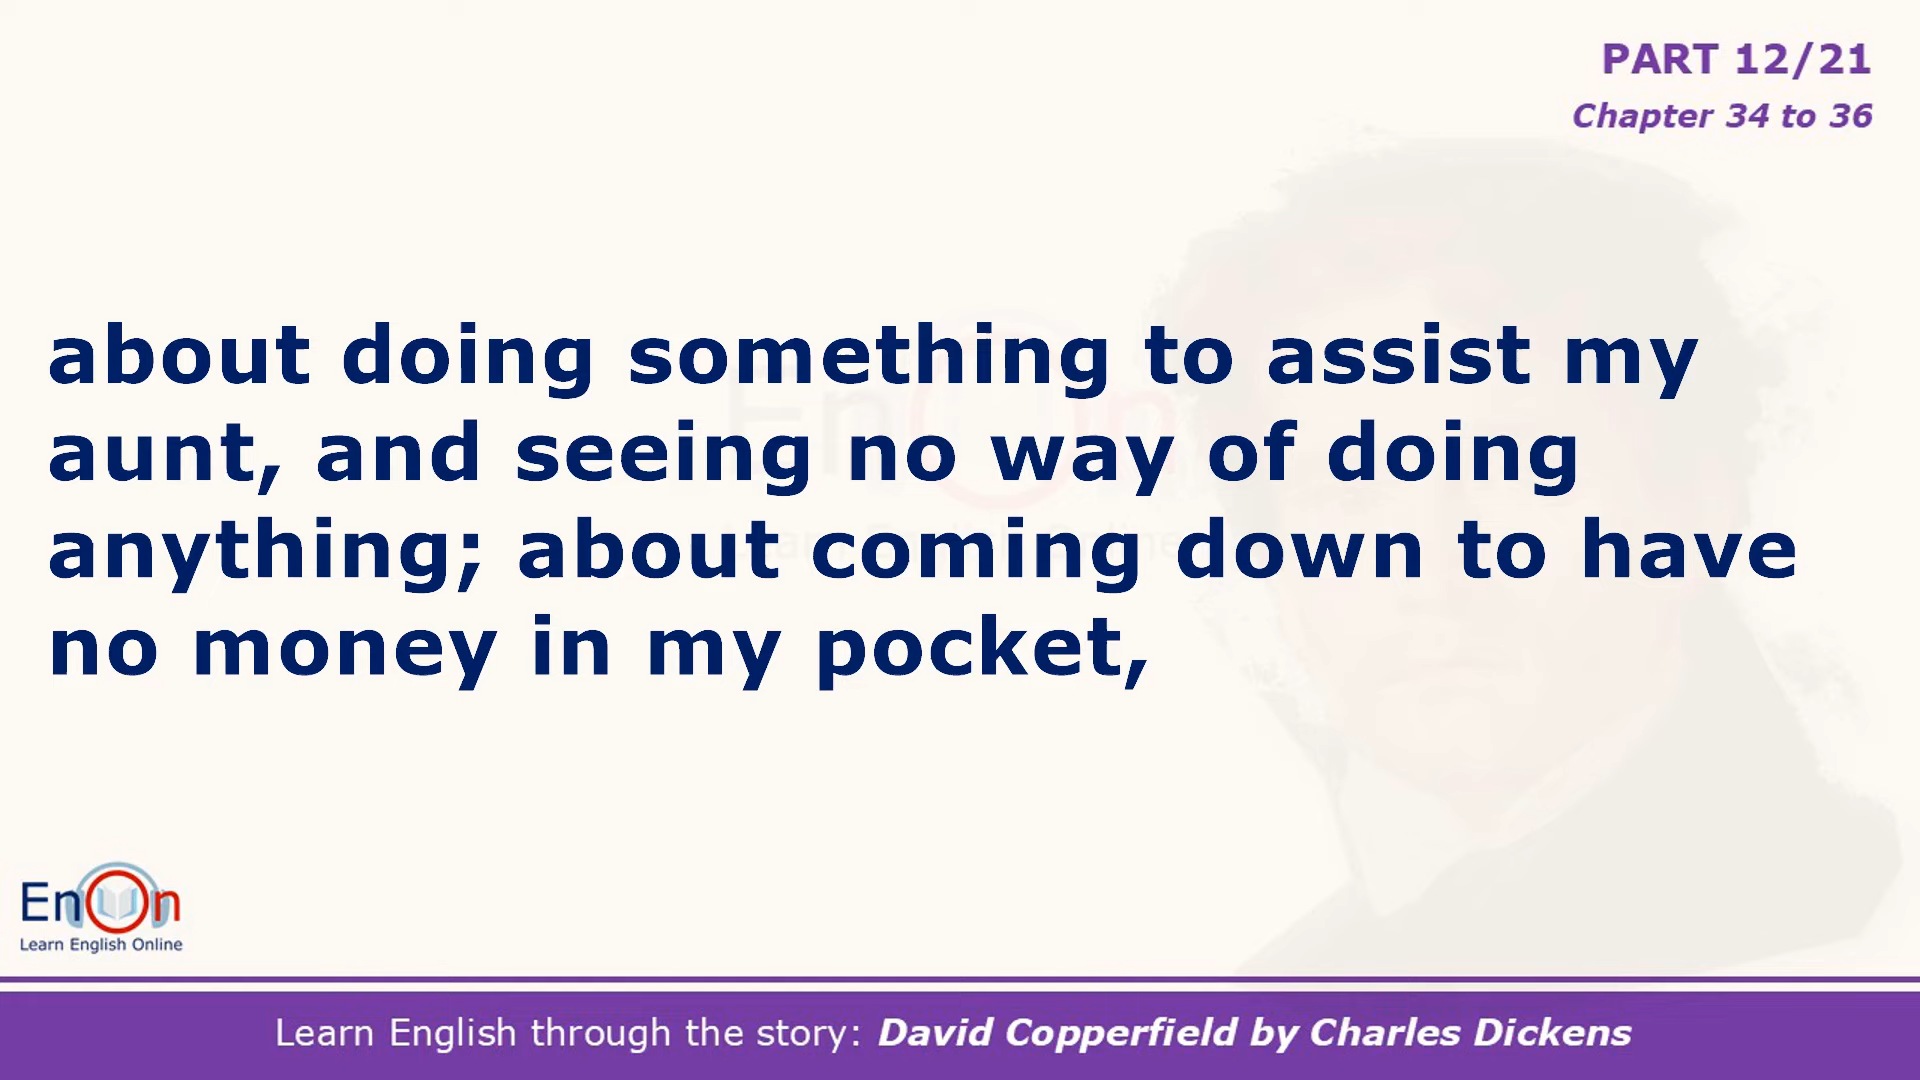 PART 12/21
Chapter 34 to 36
about doing something to assist my
aunt, and seeing no way of doing
anything; about coming down to have
no money in my pocket,
EnOn
Learn English Online
Learn English through the story: David Copperfield by Charles Dickens